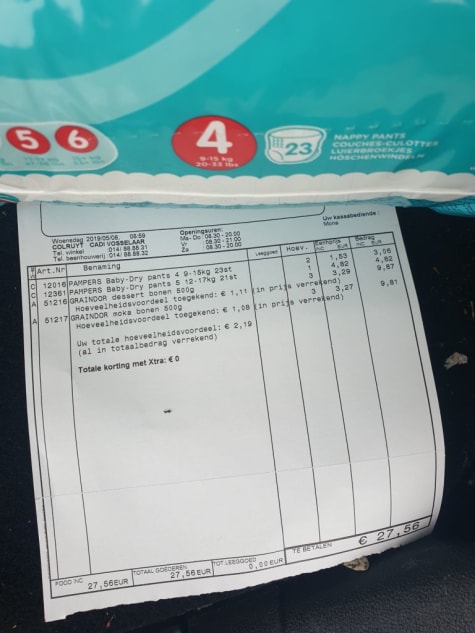 5 6
4
9-15 kg
20-33 lbs
23
NAPPY PANTS
COUCHES-CULOTTES
LUIERBROEKJES
HÖSCHENWINDELN
Woensdag 2019/05/08, 08:59
COLRUYT CADI VOSSELAAR
Tel. winkel :014/ 88.88.31
Tel. beenhouwerij :014/ 88.88.32
Openingsuren:
Ma - Do :08.30 - 20.00
Vr :08.30 - 21.00
Za :08.30 - 20.00
Uw kassabediende :
Mona
Art.Nr Benaming Leeggoed Hoev. Eenh.prijs INC EUR Bedrag INC EUR
C 12016 PAMPERS Baby-Dry pants 4 9-15kg 23st 2 1,53 3,06
C 12361 PAMPERS Baby-Dry pants 5 12-17kg 21st 1 4,82 4,82
A 51216 GRAINDOR dessert bonen 500g 3 3,29 9,87
Hoeveelheidsvoordeel toegekend: € 1,11 (in prijs verrekend)
A 51217 GRAINDOR moka bonen 500g 3 3,27 9,81
Hoeveelheidsvoordeel toegekend: € 1,08 (in prijs verrekend)
Uw totale hoeveelheidsvoordeel: € 2,19
(al in totaalbedrag verrekend)
Totale korting met Xtra: € 0
FOOD INC 27,56EUR TOTAAL GOEDEREN 27,56EUR TOT.LEEGGOED 0,00EUR TE BETALEN € 27,56